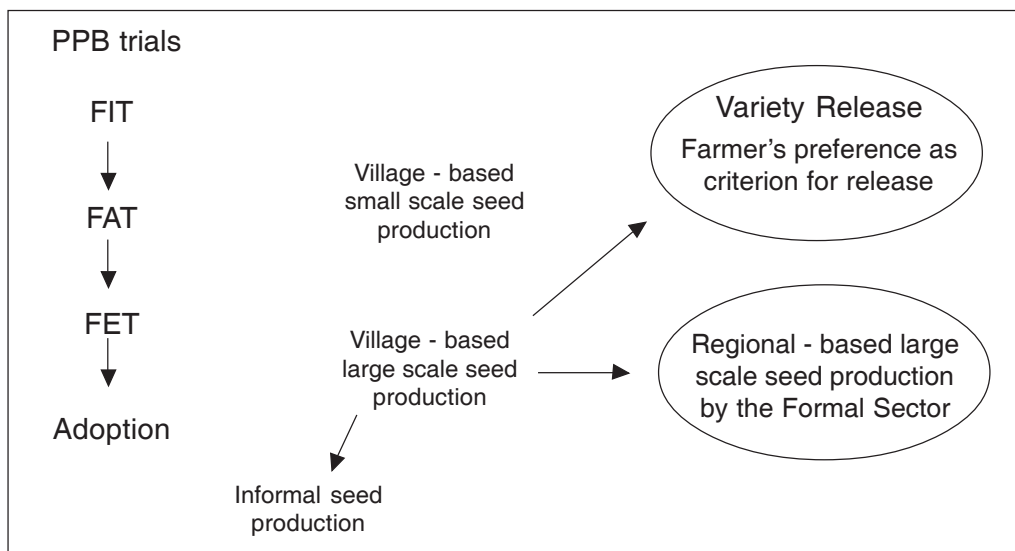 PPB trials
FIT
FAT
FET
Adoption
Village - based
small scale seed
production
Village - based
large scale seed
production
Informal seed
production
Variety Release
Farmer's preference as
criterion for release
Regional - based large
scale seed production
by the Formal Sector